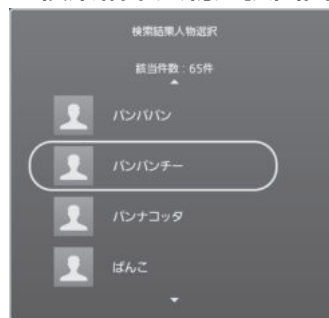 検索結果人物選択
該当件数：65件
パンパパン
パンパンチー
パンナコッタ
ぱんこ